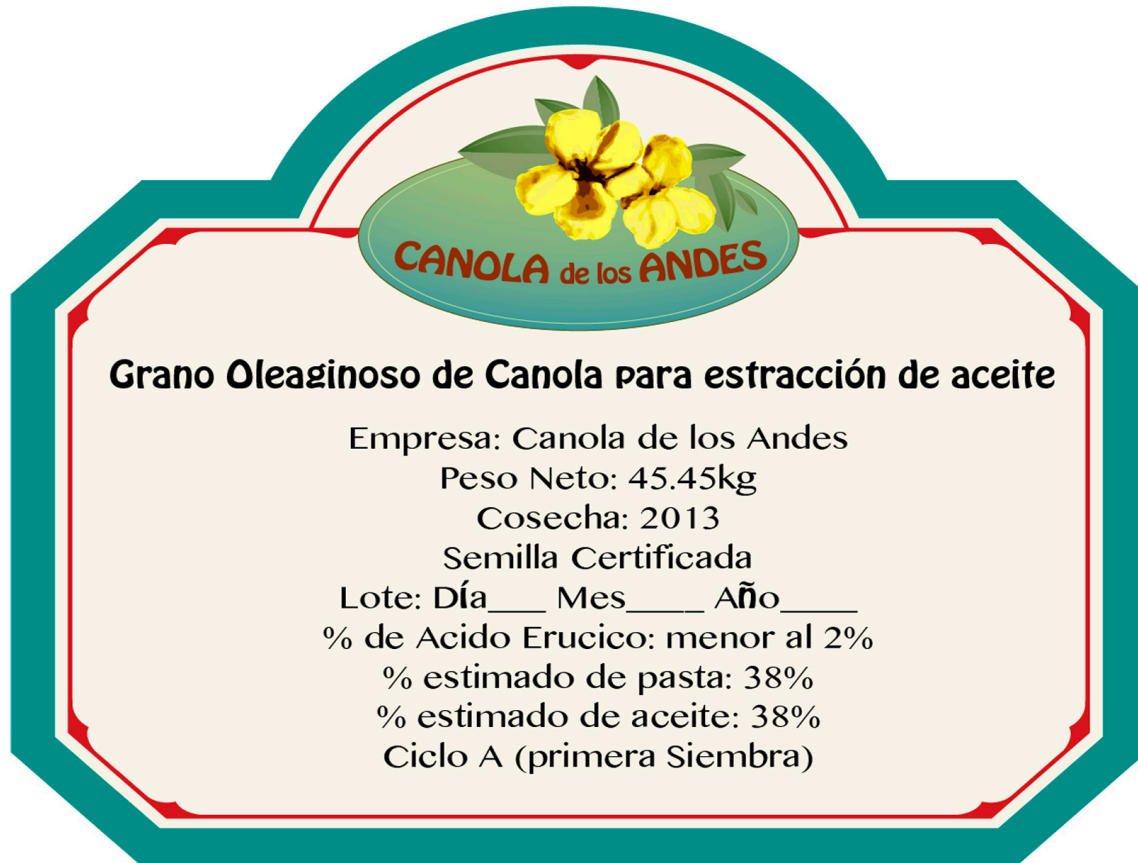 CANOLA de los ANDES
Grano Oleaginoso de Canola para estracción de aceite
Empresa: Canola de los Andes
Peso Neto: 45.45kg
Cosecha: 2013
Semilla Certificada
Lote: Día___ Mes____ Año____
% de Acido Erucico: menor al 2%
% estimado de pasta: 38%
% estimado de aceite: 38%
Ciclo A (primera Siembra)